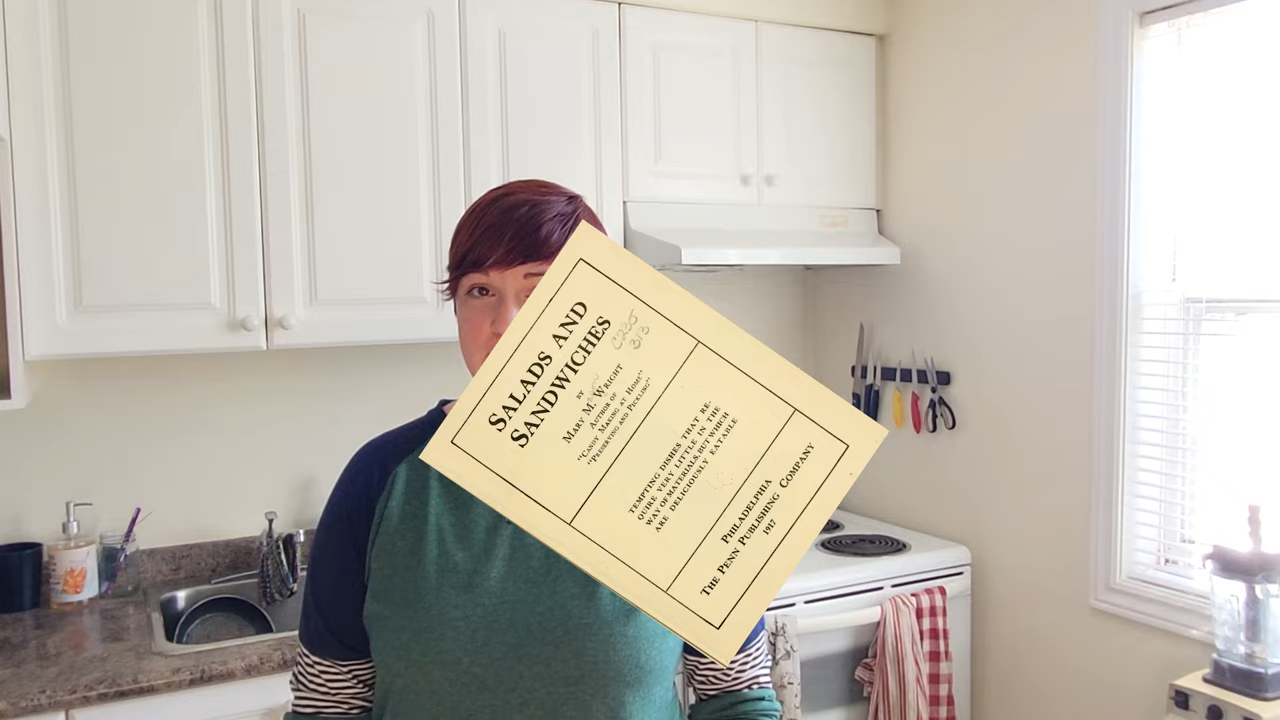 SALADS AND
SANDWICHES
BY
MARY M. WRIGHT
AUTHOR OF
"CANDY MAKING AT HOME"
"PRESERVING AND PICKLING"
C235
313
TEMPTING DISHES THAT RE-
QUIRE VERY LITTLE IN THE
WAY OF MATERIALS, BUT WHICH
ARE DELICIOUSLY EATABLE
PHILADELPHIA
THE PENN PUBLISHING COMPANY
1917